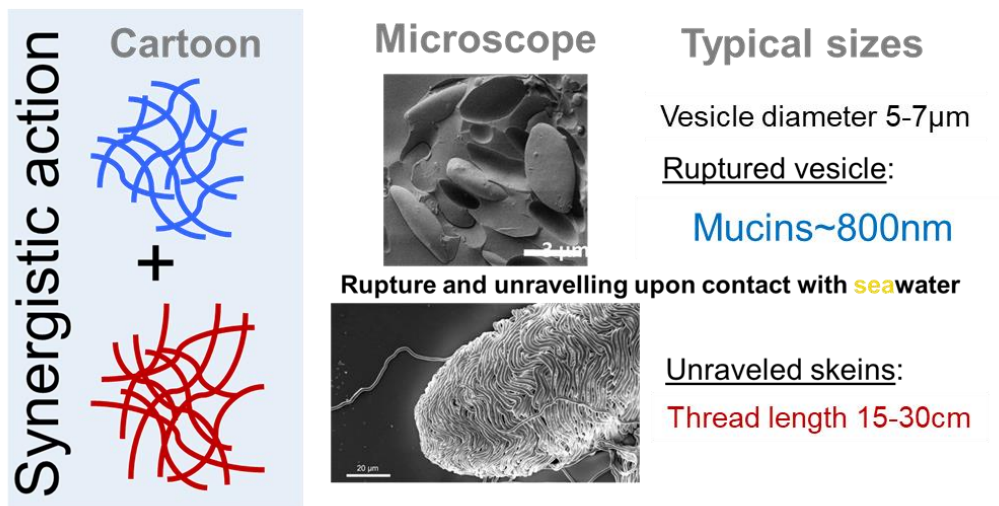 Synergistic action
Cartoon
Microscope
Typical sizes
+
Vesicle diameter 5-7µm
Ruptured vesicle:
Mucins~800nm
3 µm
Rupture and unravelling upon contact with seawater
Unraveled skeins:
Thread length 15-30cm
20 µm